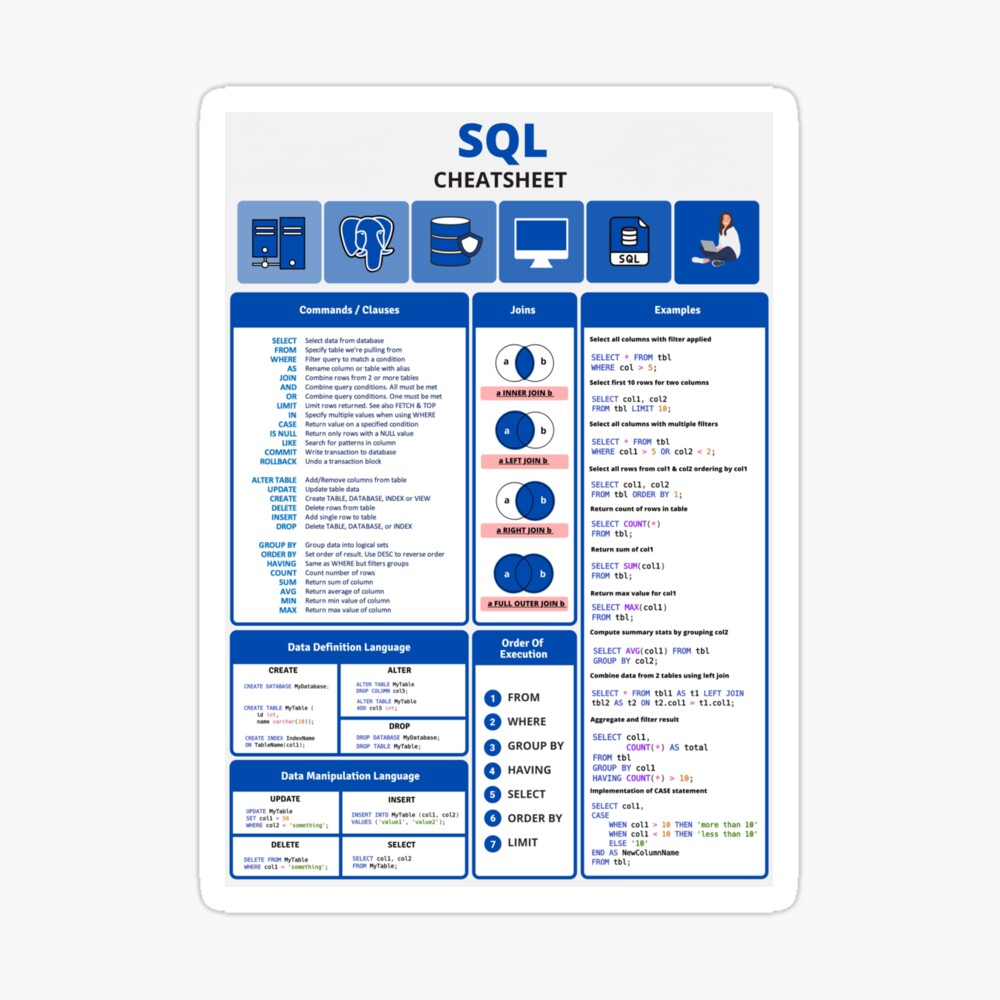 SQL
CHEATSHEET
SQL
Commands / Clauses
SELECT Select data from database
FROM Specify table we're pulling from
WHERE Filter query to match a condition
AS Rename column or table with alias
JOIN Combine rows from 2 or more tables
AND Combine query conditions. All must be met
OR Combine query conditions. One must be met
LIMIT Limit rows returned. See also FETCH & TOP
IN Specify multiple values when using WHERE
CASE Return value on a specified condition
IS NULL Return only rows with a NULL value
LIKE Search for patterns in column
COMMIT Write transaction to database
ROLLBACK Undo a transaction block
ALTER TABLE Add/Remove columns from table
UPDATE Update table data
CREATE Create TABLE, DATABASE, INDEX or VIEW
DELETE Delete rows from table
INSERT Add single row to table
DROP Delete TABLE, DATABASE, or INDEX
GROUP BY Group data into logical sets
ORDER BY Set order of result. Use DESC to reverse order
HAVING Same as WHERE but filters groups
COUNT Count number of rows
SUM Return sum of column
AVG Return average of column
MIN Return min value of column
MAX Return max value of column
Joins
a b
a INNER JOIN b
a b
a LEFT JOIN b
a b
a RIGHT JOIN b
a b
a FULL OUTER JOIN b
Examples
Select all columns with filter applied
SELECT * FROM tbl
WHERE col > 5;
Select first 10 rows for two columns
SELECT col1, col2
FROM tbl LIMIT 10;
Select all columns with multiple filters
SELECT * FROM tbl
WHERE col1 > 5 OR col2 < 2;
Select all rows from col1 & col2 ordering by col1
SELECT col1, col2
FROM tbl ORDER BY 1;
Return count of rows in table
SELECT COUNT(*)
FROM tbl;
Return sum of col1
SELECT SUM(col1)
FROM tbl;
Return max value for col1
SELECT MAX(col1)
FROM tbl;
Compute summary stats by grouping col2
SELECT AVG(col1) FROM tbl
GROUP BY col2;
Combine data from 2 tables using left join
SELECT * FROM tbl1 AS t1 LEFT JOIN
tbl2 AS t2 ON t2.col1 = t1.col1;
Aggregate and filter result
SELECT col1,
COUNT(*) AS total
FROM tbl
GROUP BY col1
HAVING COUNT(*) > 10;
Implementation of CASE statement
SELECT col1,
CASE
WHEN col1 > 10 THEN 'more than 10'
WHEN col1 < 10 THEN 'less than 10'
ELSE '10'
END AS NewColumnName
FROM tbl;
Data Definition Language
CREATE
CREATE DATABASE MyDatabase;
CREATE TABLE MyTable (
id int,
name varchar(10));
CREATE INDEX IndexName
ON TableName(col1);
ALTER
ALTER TABLE MyTable
DROP COLUMN col5;
ALTER TABLE MyTable
ADD col5 int;
DROP
DROP DATABASE MyDatabase;
DROP TABLE MyTable;
Data Manipulation Language
UPDATE
UPDATE MyTable
SET col1 = 56
WHERE col2 = 'something';
INSERT
INSERT INTO MyTable (col1, col2)
VALUES ('value1', 'value2');
DELETE
DELETE FROM MyTable
WHERE col1 = 'something';
SELECT
SELECT col1, col2
FROM MyTable;
Order Of
Execution
1 FROM
2 WHERE
3 GROUP BY
4 HAVING
5 SELECT
6 ORDER BY
7 LIMIT